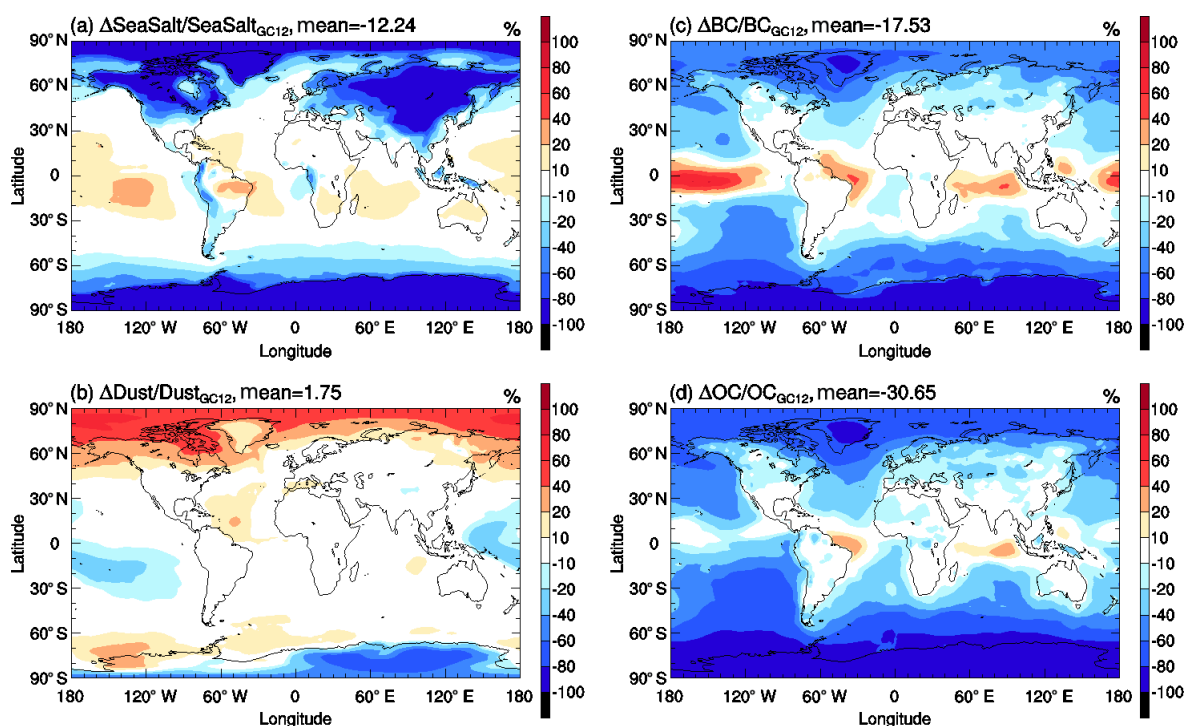 (a) ΔSeaSalt/SeaSalt_GC12, mean=-12.24 %
90° N
60° N
30° N
0
30° S
60° S
90° S
Latitude
180 120° W 60° W 0 60° E 120° E 180
Longitude
100
80
60
40
20
10
-10
-20
-40
-60
-80
-100
(c) ΔBC/BC_GC12, mean=-17.53 %
90° N
60° N
30° N
0
30° S
60° S
90° S
Latitude
180 120° W 60° W 0 60° E 120° E 180
Longitude
100
80
60
40
20
10
-10
-20
-40
-60
-80
-100
(b) ΔDust/Dust_GC12, mean=1.75 %
90° N
60° N
30° N
0
30° S
60° S
90° S
Latitude
180 120° W 60° W 0 60° E 120° E 180
Longitude
100
80
60
40
20
10
-10
-20
-40
-60
-80
-100
(d) ΔOC/OC_GC12, mean=-30.65 %
90° N
60° N
30° N
0
30° S
60° S
90° S
Latitude
180 120° W 60° W 0 60° E 120° E 180
Longitude
100
80
60
40
20
10
-10
-20
-40
-60
-80
-100